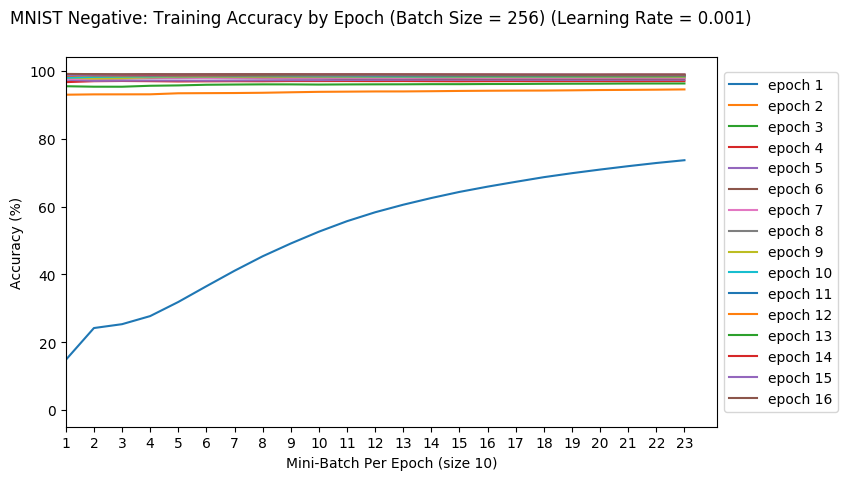 MNIST Negative: Training Accuracy by Epoch (Batch Size = 256) (Learning Rate = 0.001)
100
80
60
40
20
0
Accuracy (%)
1 2 3 4 5 6 7 8 9 10 11 12 13 14 15 16 17 18 19 20 21 22 23
Mini-Batch Per Epoch (size 10)
epoch 1
epoch 2
epoch 3
epoch 4
epoch 5
epoch 6
epoch 7
epoch 8
epoch 9
epoch 10
epoch 11
epoch 12
epoch 13
epoch 14
epoch 15
epoch 16